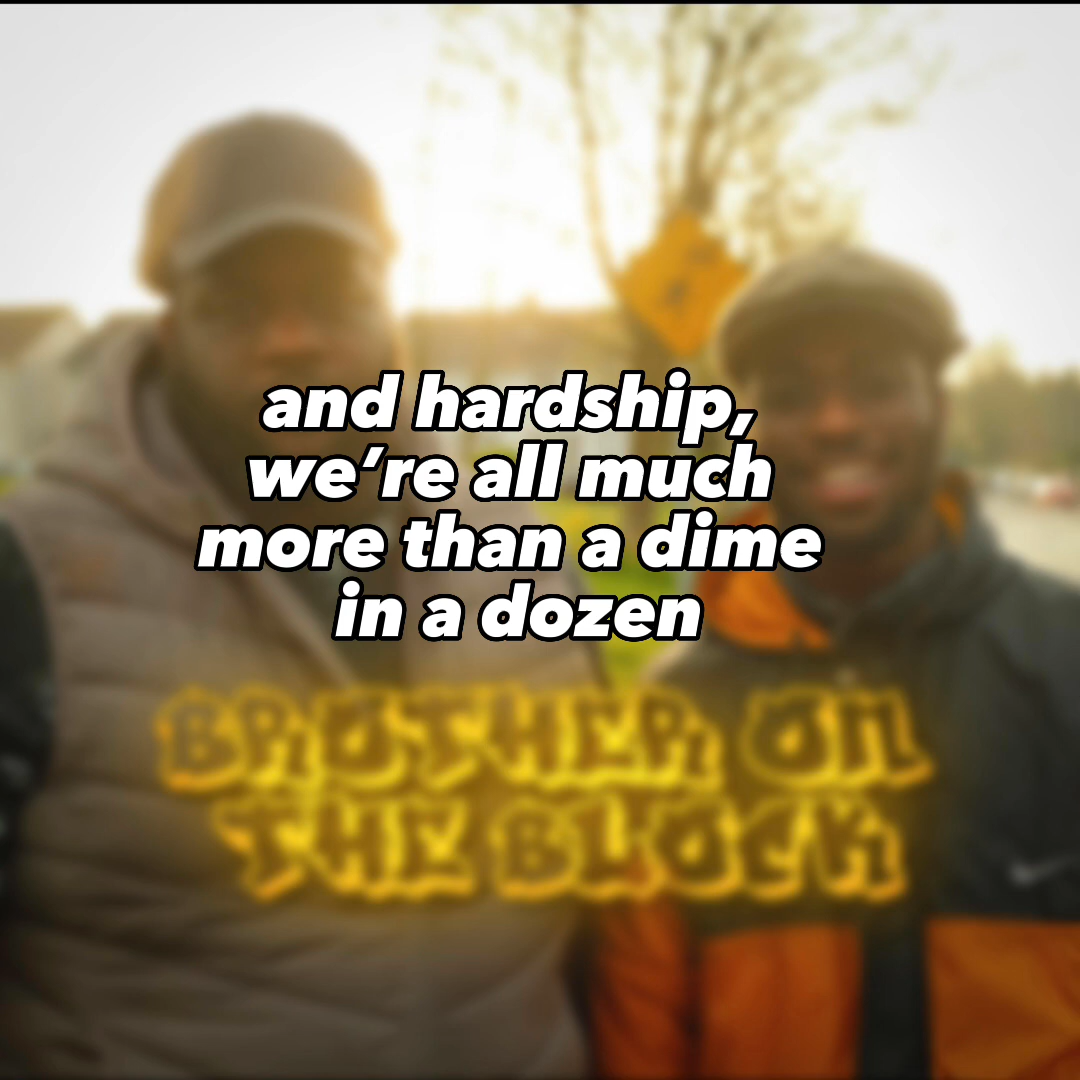 and hardship,
we’re all much
more than a dime
in a dozen
BROTHER ON
THE BLOCK